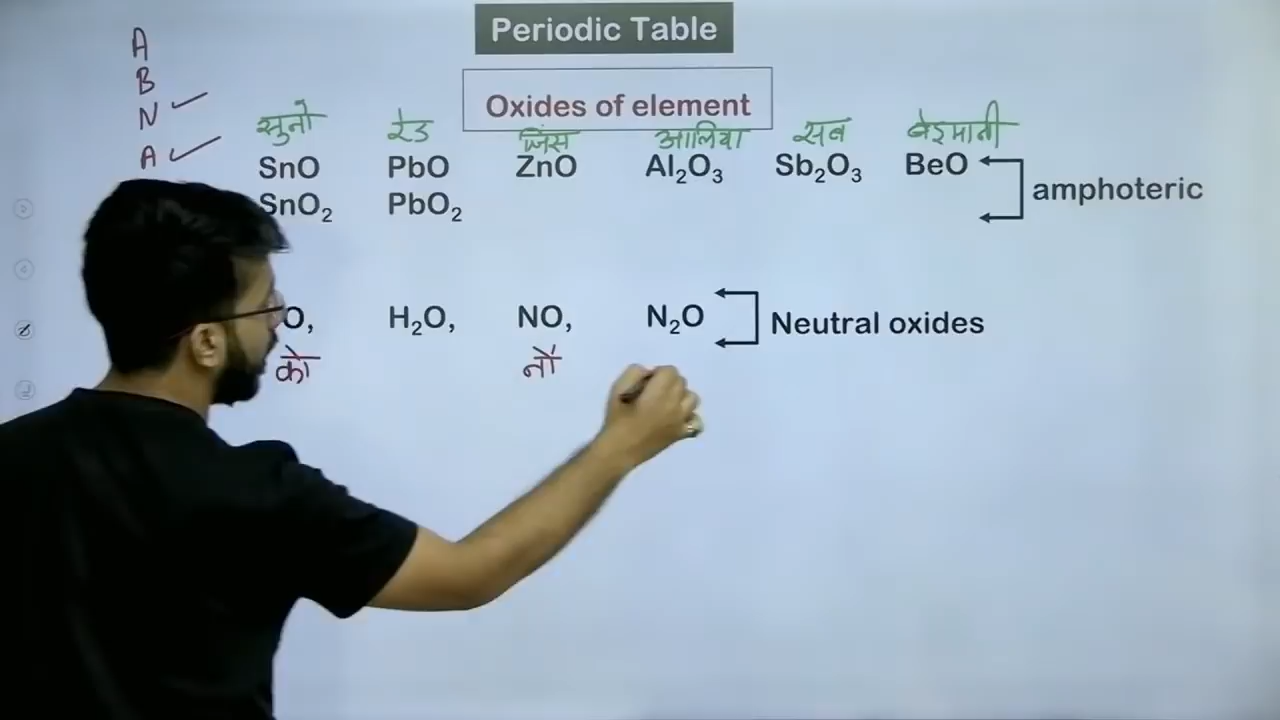 Periodic Table
Oxides of element
A
B
N
A
सुनो रेड जिंस आलिया सब बेइमानी
SnO PbO ZnO Al₂O₃ Sb₂O₃ BeO
SnO₂ PbO₂
amphoteric
O, H₂O, NO, N₂O
Neutral oxides
को नो